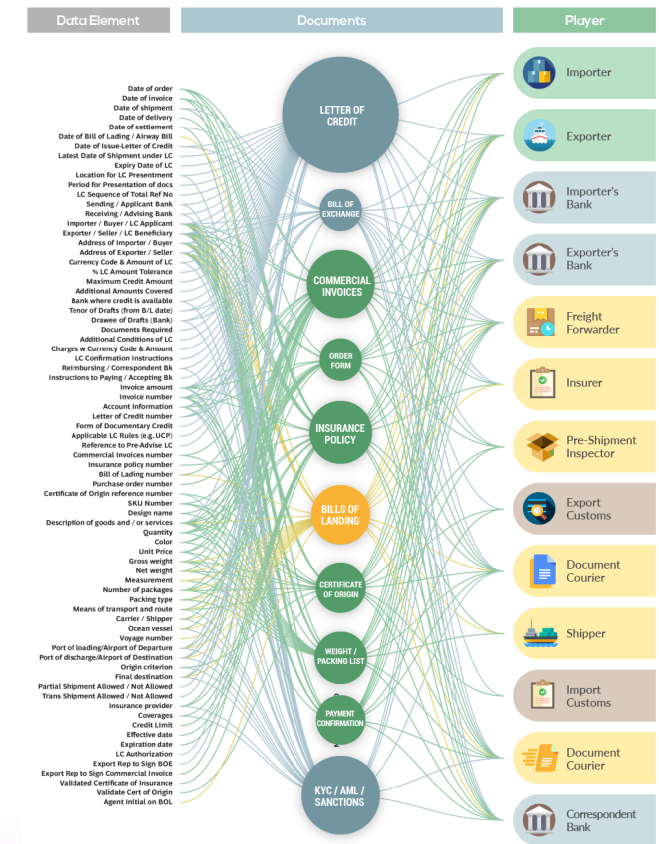 Data Element
Documents
Player
Date of order
Date of invoice
Date of shipment
Date of delivery
Date of settlement
Date of Bill of Lading / Airway Bill
Date of Issue-Letter of Credit
Latest Date of Shipment under LC
Expiry Date of LC
Location for LC Presentment
Period for Presentation of docs
LC Sequence of Total Ref No
Sending / Applicant Bank
Receiving / Advising Bank
Importer / Buyer / LC Applicant
Exporter / Seller / LC Beneficiary
Address of Importer / Buyer
Address of Exporter / Seller
Currency Code & Amount of LC
% LC Amount Tolerance
Maximum Credit Amount
Additional Amounts Covered
Bank where credit is available
Tenor of Drafts (from B/L date)
Drawee of Drafts (Bank)
Documents Required
Additional Conditions of LC
Charges w Currency Code & Amount
LC Confirmation Instructions
Reimbursing / Correspondent Bk
Instructions to Paying / Accepting Bk
Invoice amount
Invoice number
Account information
Letter of Credit number
Form of Documentary Credit
Applicable LC Rules (e.g. UCP)
Reference to Pre-Advise LC
Commercial Invoices number
Insurance policy number
Bill of Lading number
Purchase order number
Certificate of Origin reference number
SKU Number
Design name
Description of goods and / or services
Quantity
Color
Unit Price
Gross weight
Net weight
Measurement
Number of packages
Packing type
Means of transport and route
Carrier / Shipper
Ocean vessel
Voyage number
Port of loading/Airport of Departure
Port of discharge/Airport of Destination
Origin criterion
Final destination
Partial Shipment Allowed / Not Allowed
Trans Shipment Allowed / Not Allowed
Insurance provider
Coverages
Credit Limit
Effective date
Expiration date
LC Authorization
Export Rep to Sign BOE
Export Rep to Sign Commercial Invoice
Validated Certificate of Insurance
Validate Cert of Origin
Agent Initial on BOL
LETTER OF
CREDIT
BILL OF
EXCHANGE
COMMERCIAL
INVOICES
ORDER
FORM
INSURANCE
POLICY
BILLS OF
LANDING
CERTIFICATE
OF ORIGIN
WEIGHT /
PACKING LIST
PAYMENT
CONFIRMATION
KYC / AML /
SANCTIONS
Importer
Exporter
Importer's
Bank
Exporter's
Bank
Freight
Forwarder
Insurer
Pre-Shipment
Inspector
Export
Customs
Document
Courier
Shipper
Import
Customs
Document
Courier
Correspondent
Bank